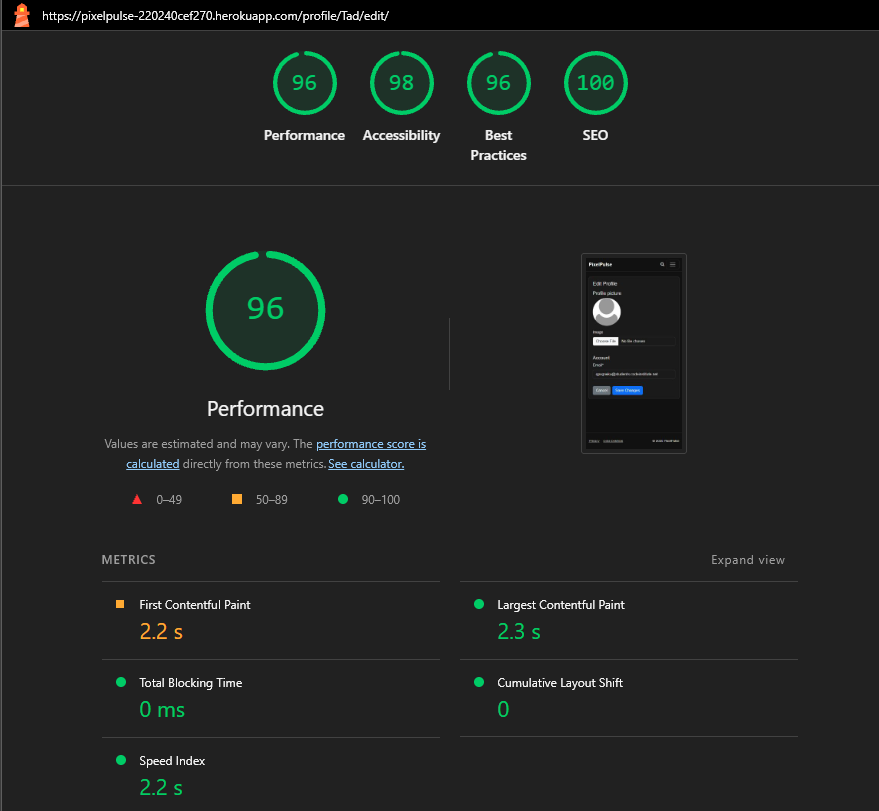 https://pixelpulse-220240cef270.herokuapp.com/profile/Tad/edit/
96
98
96
100
Performance
Accessibility
Best
Practices
SEO
96
Performance
Values are estimated and may vary. The performance score is
calculated directly from these metrics. See calculator.
0–49
50–89
90–100
PixelPulse
Edit Profile
Profile picture
Image
Choose File No file chosen
Account
Email*
Cancel Save Changes
METRICS
Expand view
First Contentful Paint
2.2 s
Largest Contentful Paint
2.3 s
Total Blocking Time
0 ms
Cumulative Layout Shift
0
Speed Index
2.2 s